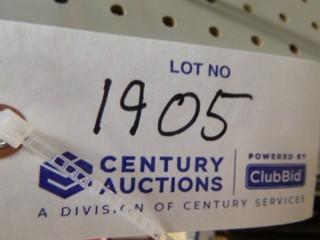 LOT NO
1905
CENTURY AUCTIONS
POWERED BY
ClubBid
A DIVISION OF CENTURY SERVICES